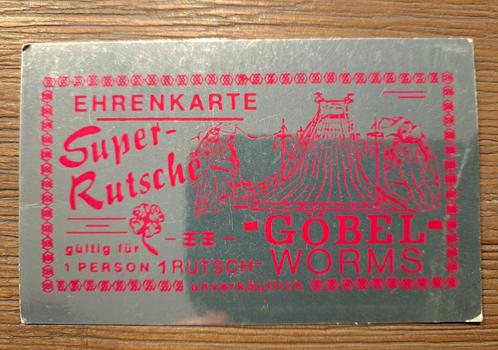 EHRENKARTE
Super-
Rutsche
-GÖBEL-
gültig für
1 PERSON 1 RUTSCH-
WORMS
unverkäuflich